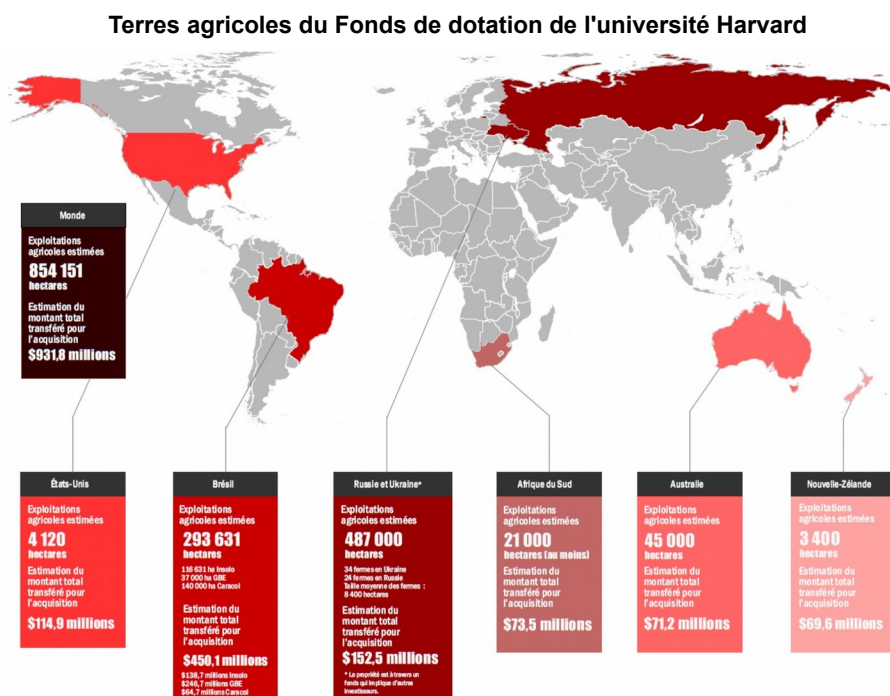 Terres agricoles du Fonds de dotation de l'université Harvard
Monde
Exploitations
agricoles estimées
854 151
hectares
Estimation du
montant total
transféré pour
l'acquisition
$931,8 millions
États-Unis
Exploitations
agricoles estimées
4 120
hectares
Estimation du
montant total
transféré pour
l'acquisition
$114,9 millions
Brésil
Exploitations
agricoles estimées
293 631
hectares
116 631 ha Insolo
37 000 ha GBE
140 000 ha Caracol
Estimation du
montant total
transféré pour
l'acquisition
$450,1 millions
$138,7 millions Insolo
$246,7 millions GBE
$64,7 millions Caracol
Russie et Ukraine*
Exploitations
agricoles estimées
487 000
hectares
34 fermes en Ukraine
24 fermes en Russie
Taille moyenne des fermes :
8 400 hectares
Estimation du
montant total
transféré pour
l'acquisition
$152,5 millions
* La propriété est à travers un
fonds qui implique d'autres
investisseurs.
Afrique du Sud
Exploitations
agricoles estimées
21 000
hectares (au moins)
Estimation du
montant total
transféré pour
l'acquisition
$73,5 millions
Australie
Exploitations
agricoles estimées
45 000
hectares
Estimation du
montant total
transféré pour
l'acquisition
$71,2 millions
Nouvelle-Zélande
Exploitations
agricoles estimées
3 400
hectares
Estimation du
montant total
transféré pour
l'acquisition
$69,6 millions